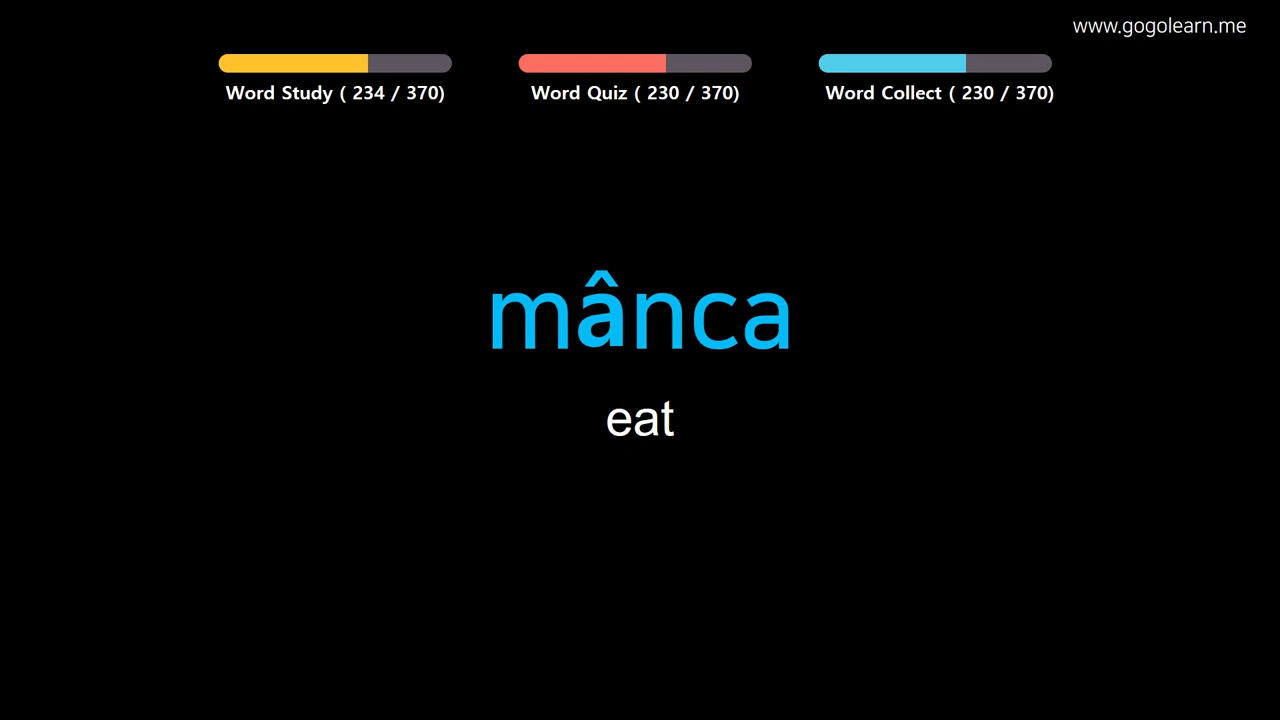 www.gogolearn.me
Word Study ( 234 / 370)
Word Quiz ( 230 / 370)
Word Collect ( 230 / 370)
mânca
eat